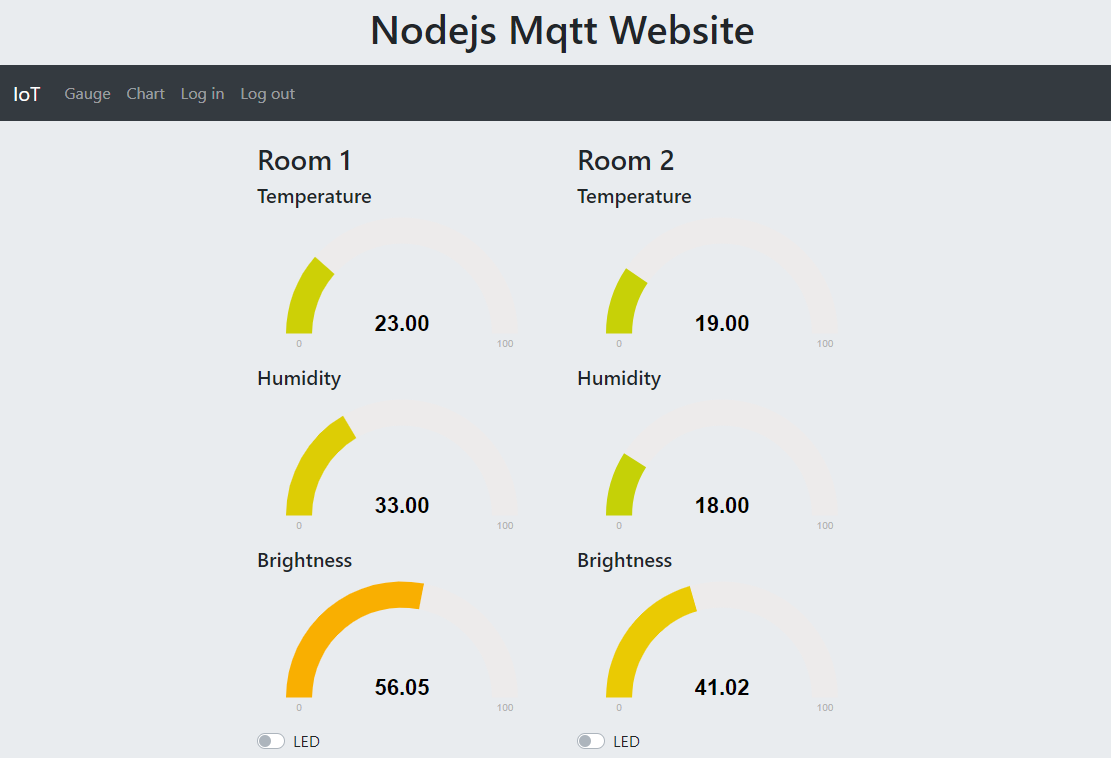 Nodejs Mqtt Website
IoT Gauge Chart Log in Log out
Room 1
Temperature
23.00
0 100
Humidity
33.00
0 100
Brightness
56.05
0 100
LED
Room 2
Temperature
19.00
0 100
Humidity
18.00
0 100
Brightness
41.02
0 100
LED